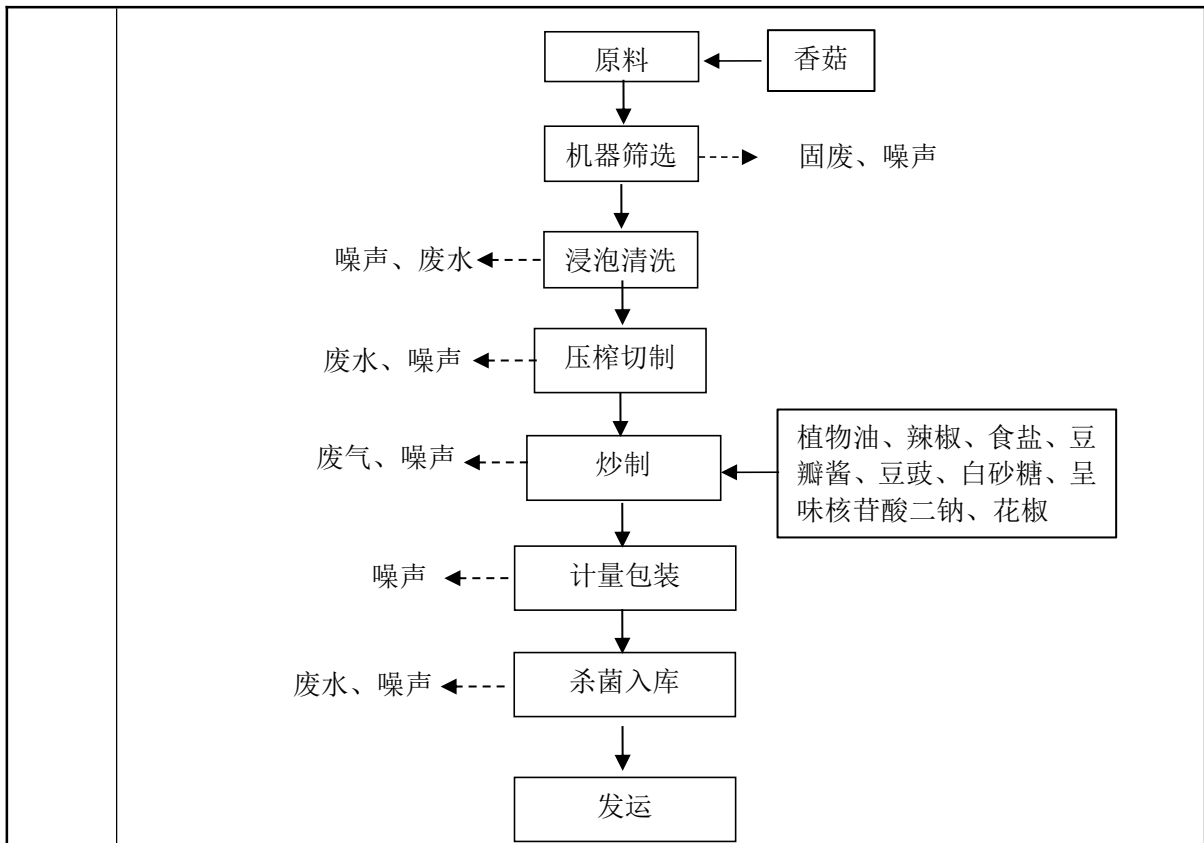 原料
香菇
机器筛选
固废、噪声
噪声、废水
浸泡清洗
废水、噪声
压榨切制
废气、噪声
炒制
植物油、辣椒、食盐、豆
瓣酱、豆豉、白砂糖、呈
味核苷酸二钠、花椒
噪声
计量包装
废水、噪声
杀菌入库
发运